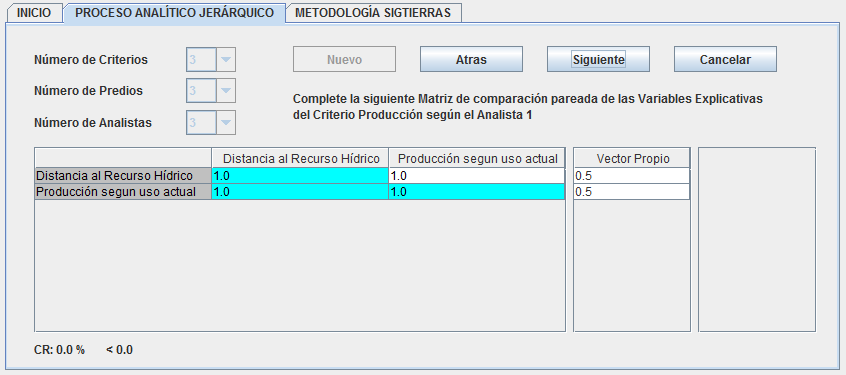 INICIO PROCESO ANALÍTICO JERÁRQUICO METODOLOGÍA SIGTIERRAS
Número de Criterios 3 Nuevo Atras Siguiente Cancelar
Número de Predios 3
Número de Analistas 3
Complete la siguiente Matriz de comparación pareada de las Variables Explicativas
del Criterio Producción según el Analista 1
Distancia al Recurso Hídrico Producción segun uso actual Vector Propio
Distancia al Recurso Hídrico 1.0 1.0 0.5
Producción segun uso actual 1.0 1.0 0.5
CR: 0.0 % < 0.0